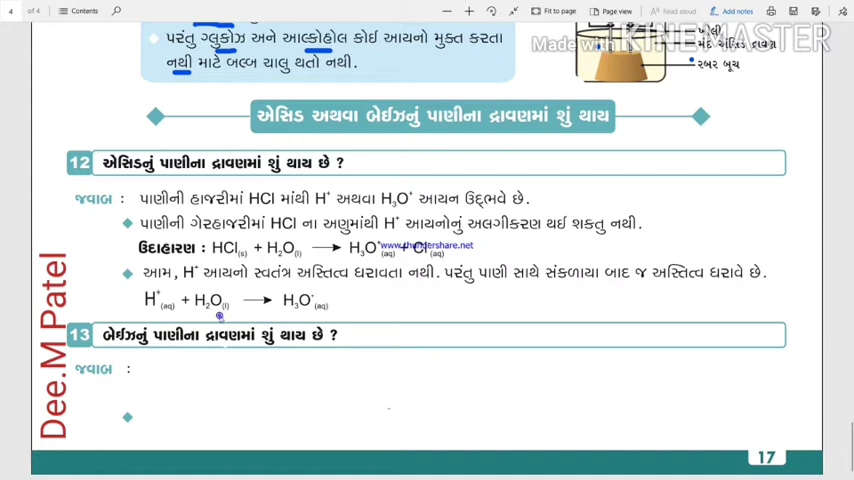 4 of 4 Contents Fit to page Page view Read aloud Add notes
પરંતુ ગ્લુકોઝ અને આલ્કોહોલ કોઈ આયનો મુક્ત કરતા
નથી માટે બલ્બ ચાલુ થતો નથી.
ખીલી
મંદ એસિડ દ્રાવણ
રબર બૂચ
Made with KINEMASTER
એસિડ અથવા બેઈઝનું પાણીના દ્રાવણમાં શું થાય
12 એસિડનું પાણીના દ્રાવણમાં શું થાય છે ?
જવાબ : પાણીની હાજરીમાં HCl માંથી H⁺ અથવા H₃O⁺ આયન ઉદ્ભવે છે.
પાણીની ગેરહાજરીમાં HCl ના અણુમાંથી H⁺ આયનોનું અલગીકરણ થઈ શકતુ નથી.
ઉદાહરણ : HCl(s) + H₂O(l) → H₃O⁺(aq) + Cl⁻(aq)
www.thundershare.net
આમ, H⁺ આયનો સ્વતંત્ર અસ્તિત્વ ધરાવતા નથી. પરંતુ પાણી સાથે સંકળાયા બાદ જ અસ્તિત્વ ધરાવે છે.
H⁺(aq) + H₂O(l) → H₃O⁺(aq)
13 બેઈઝનું પાણીના દ્રાવણમાં શું થાય છે ?
જવાબ :
17
Dee.M Patel